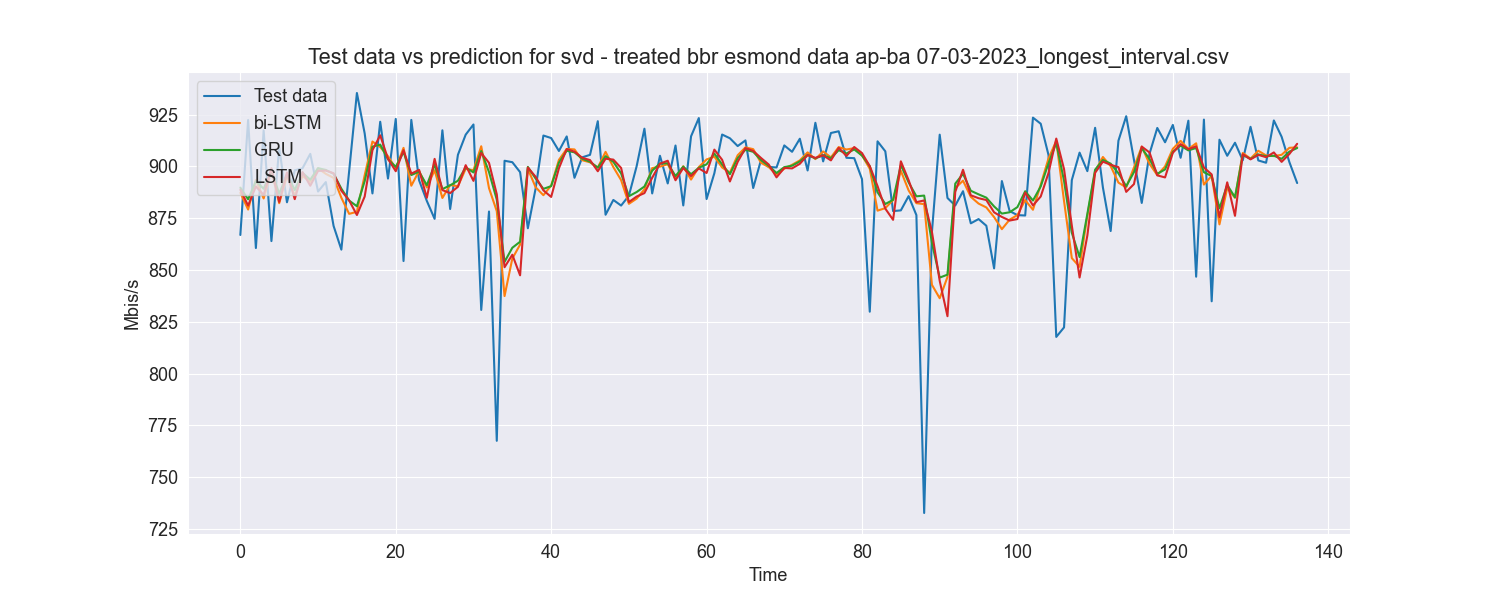 Test data vs prediction for svd - treated bbr esmond data ap-ba 07-03-2023_longest_interval.csv
Test data
bi-LSTM
GRU
LSTM
925
900
875
850
825
800
775
750
725
Mbis/s
0 20 40 60 80 100 120 140
Time